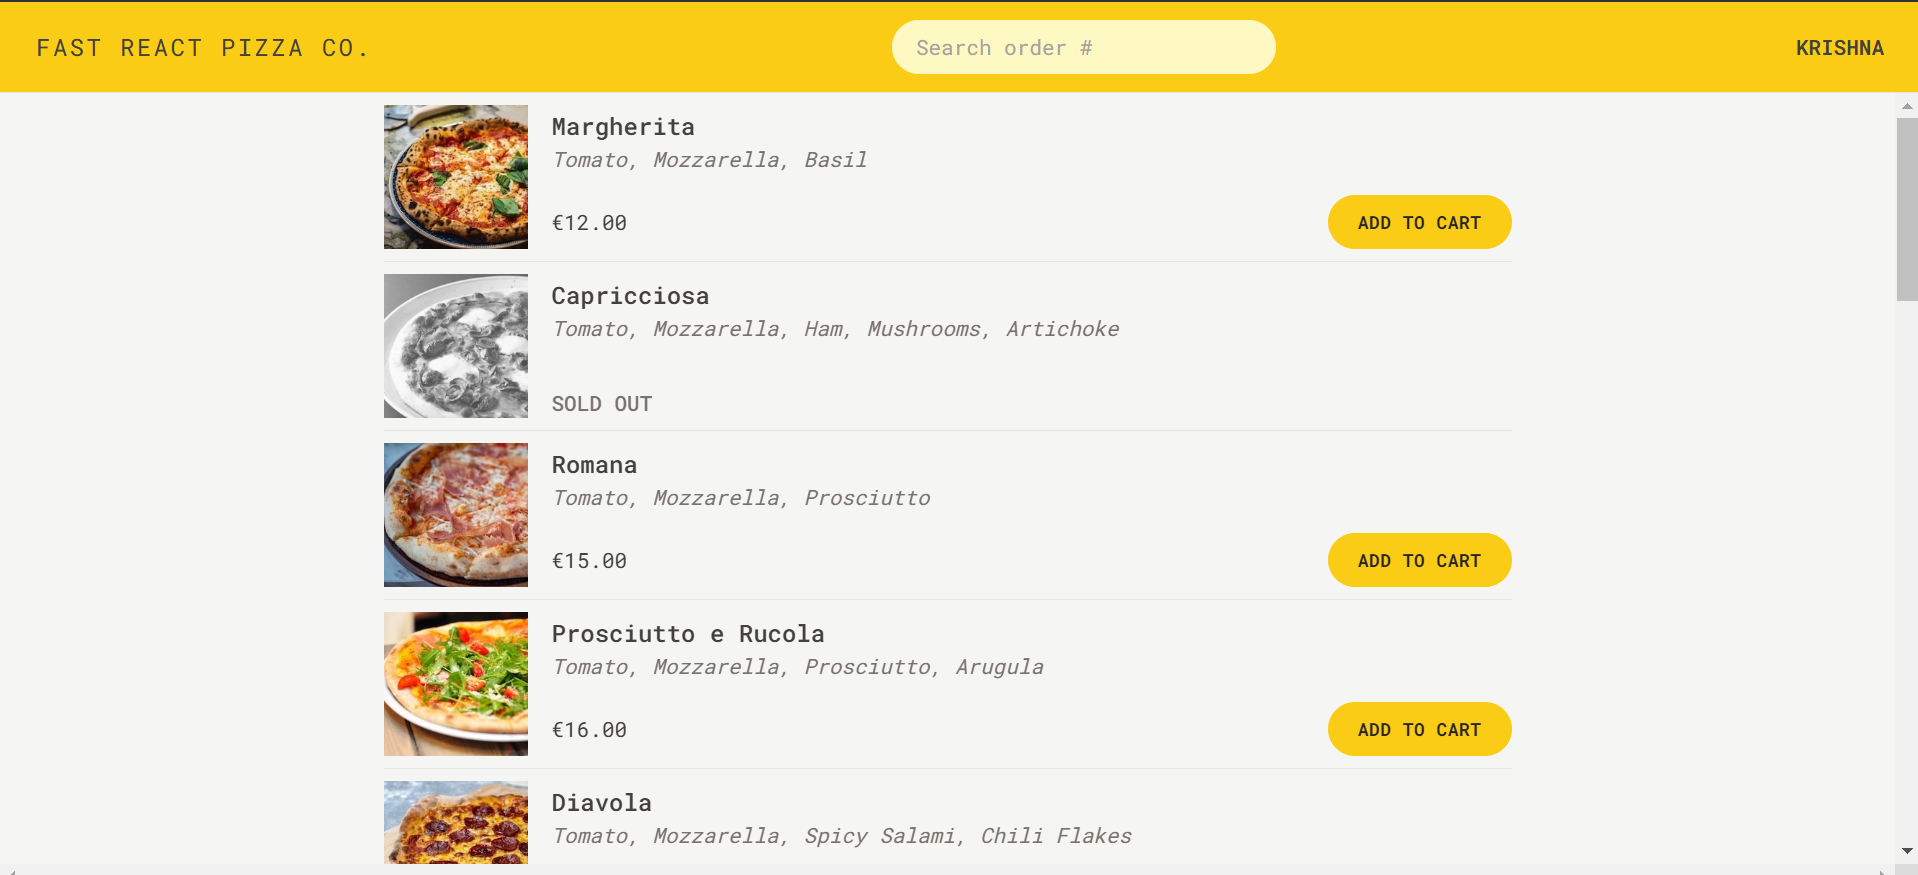 FAST REACT PIZZA CO.
Search order #
KRISHNA
Margherita
Tomato, Mozzarella, Basil
€12.00
ADD TO CART
Capricciosa
Tomato, Mozzarella, Ham, Mushrooms, Artichoke
SOLD OUT
Romana
Tomato, Mozzarella, Prosciutto
€15.00
ADD TO CART
Prosciutto e Rucola
Tomato, Mozzarella, Prosciutto, Arugula
€16.00
ADD TO CART
Diavola
Tomato, Mozzarella, Spicy Salami, Chili Flakes